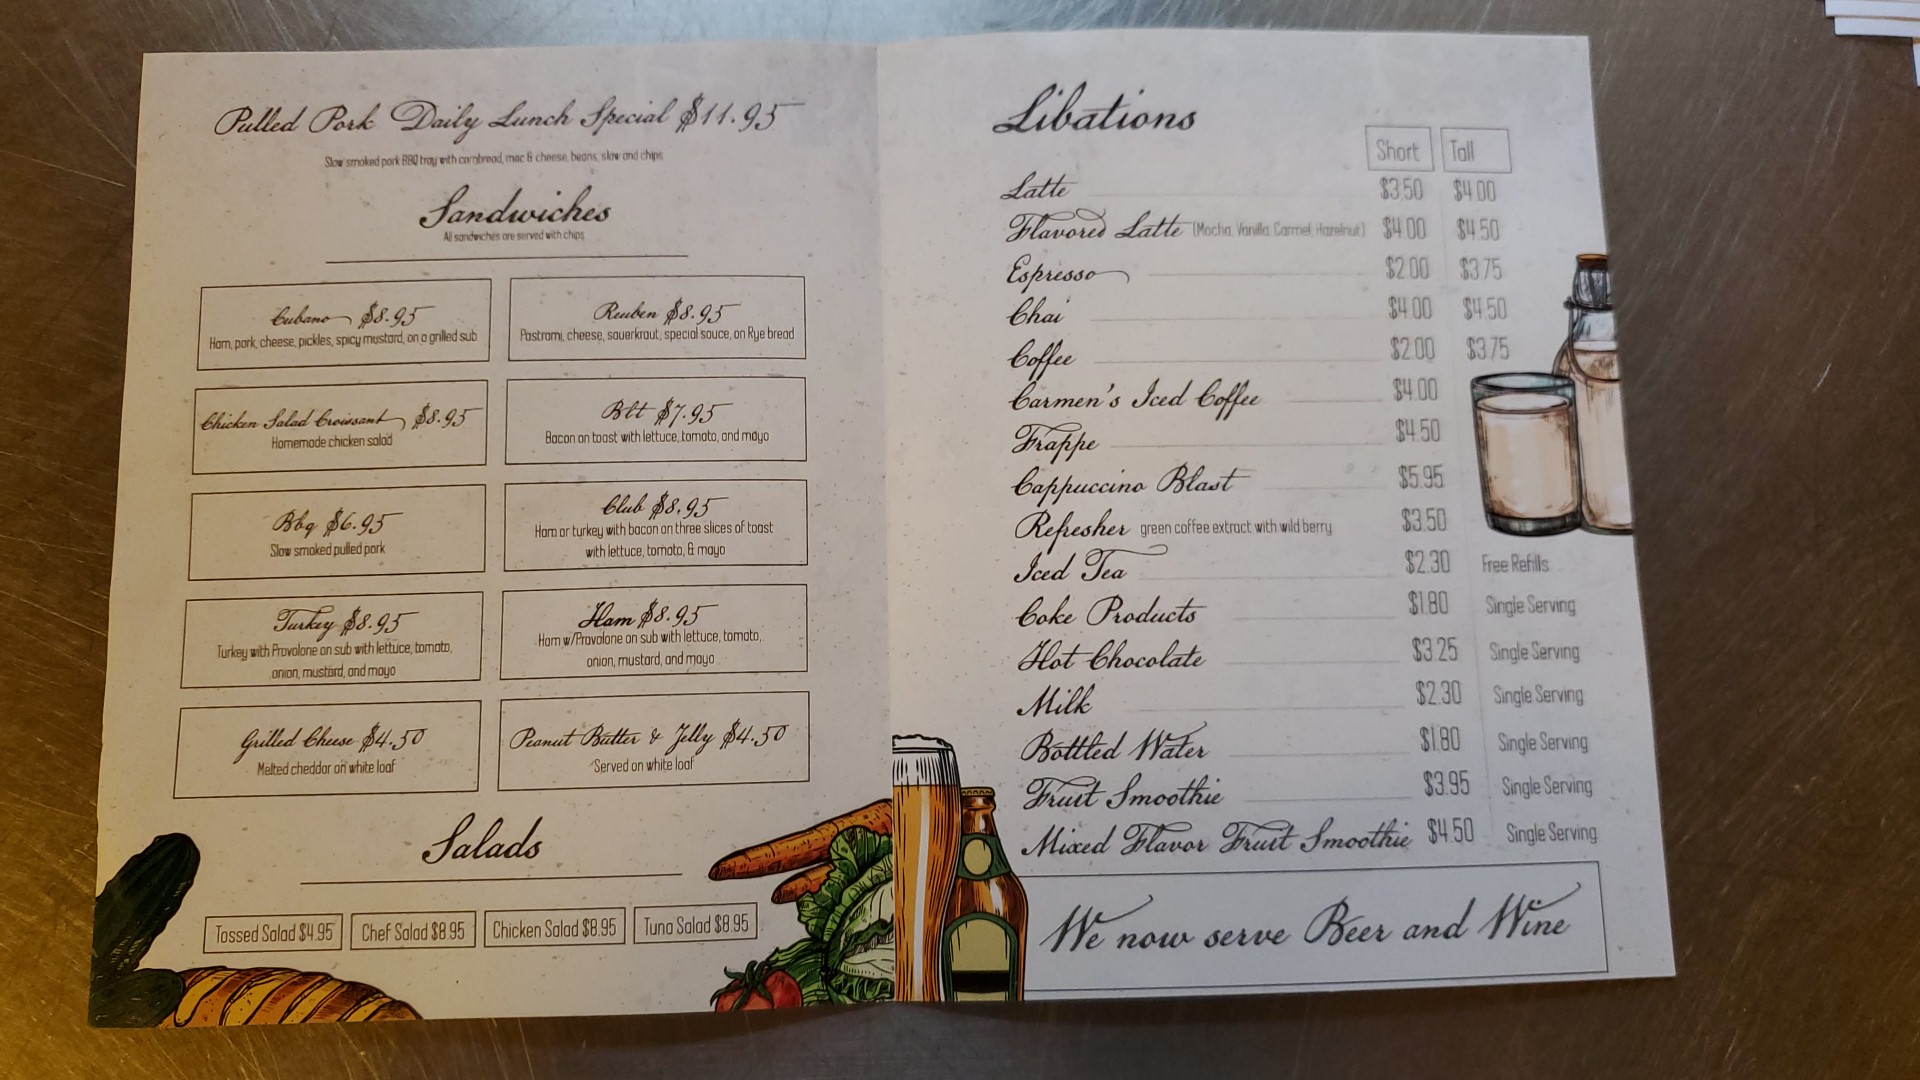 Pulled Pork Daily Lunch Special $11.95
Slow smoked pork BBQ tray with cornbread, mac & cheese, beans, slaw and chips
Sandwiches
All sandwiches are served with chips
Cubano $8.95
Ham, pork, cheese, pickles, spicy mustard, on a grilled sub
Reuben $8.95
Pastrami, cheese, sauerkraut, special sauce, on Rye bread
Chicken Salad Croissant $8.95
Homemade chicken salad
Blt $7.95
Bacon on toast with lettuce, tomato, and mayo
Bbq $6.95
Slow smoked pulled pork
Club $8.95
Ham or turkey with bacon on three slices of toast
with lettuce, tomato, & mayo
Turkey $8.95
Turkey with Provolone on sub with lettuce, tomato,
onion, mustard, and mayo
Ham $8.95
Ham w/Provolone on sub with lettuce, tomato,
onion, mustard, and mayo
Grilled Cheese $4.50
Melted cheddar on white loaf
Peanut Butter & Jelly $4.50
Served on white loaf
Salads
Tossed Salad $4.95
Chef Salad $8.95
Chicken Salad $8.95
Tuna Salad $8.95
Libations
Short Tall
Latte $3.50 $4.00
Flavored Latte (Mocha, Vanilla, Carmel, Hazelnut) $4.00 $4.50
Espresso $2.00 $3.75
Chai $4.00 $4.50
Coffee $2.00 $3.75
Carmen's Iced Coffee $4.00
Frappe $4.50
Cappuccino Blast $5.95
Refresher green coffee extract with wild berry $3.50
Iced Tea $2.30 Free Refills
Coke Products $1.80 Single Serving
Hot Chocolate $3.25 Single Serving
Milk $2.30 Single Serving
Bottled Water $1.80 Single Serving
Fruit Smoothie $3.95 Single Serving
Mixed Flavor Fruit Smoothie $4.50 Single Serving
We now serve Beer and Wine